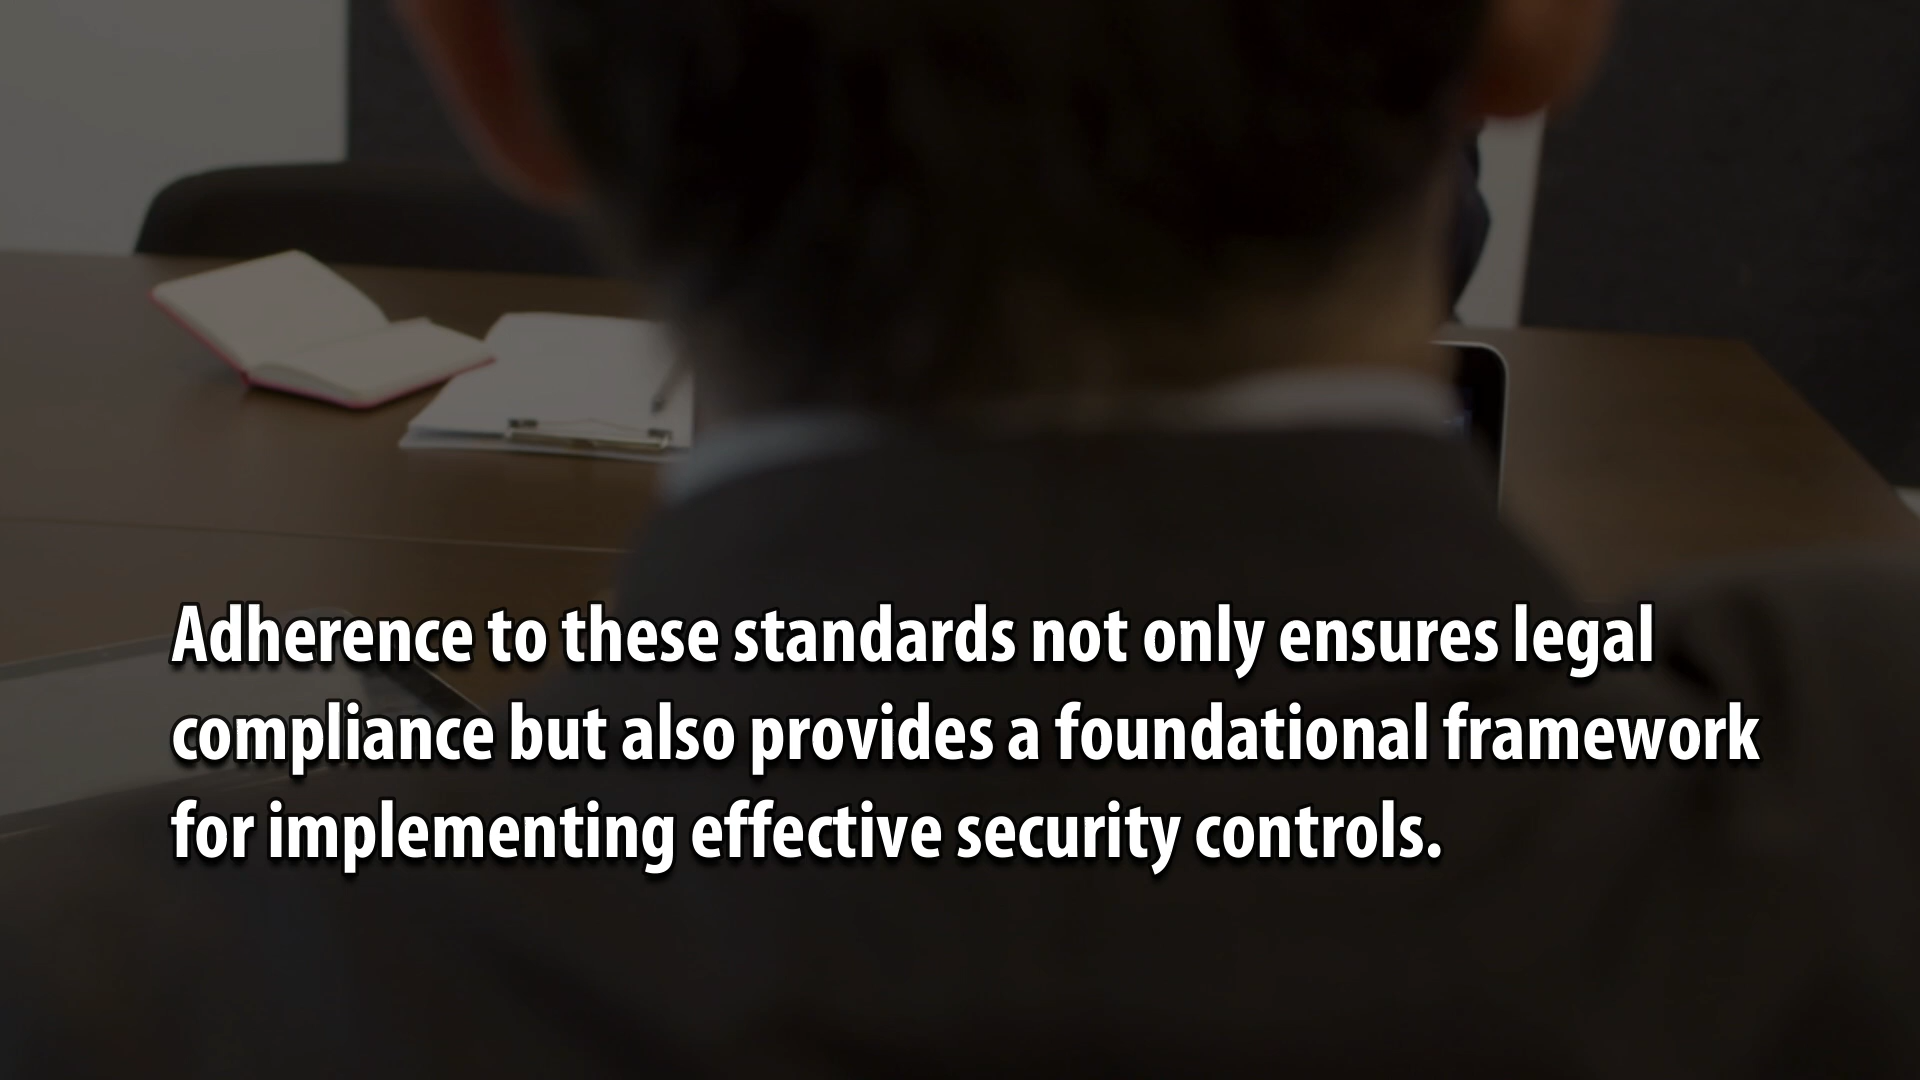 Adherence to these standards not only ensures legal
compliance but also provides a foundational framework
for implementing effective security controls.